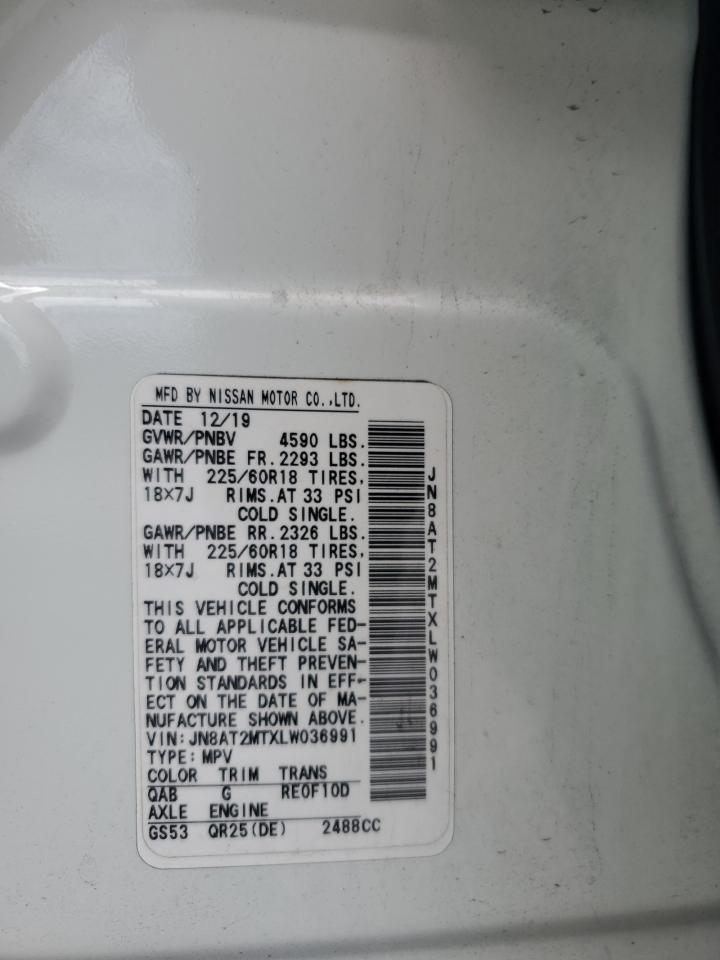 MFD BY NISSAN MOTOR CO.,LTD.
DATE 12/19
GVWR/PNBV 4590 LBS.
GAWR/PNBE FR.2293 LBS.
WITH 225/60R18 TIRES,
18X7J RIMS.AT 33 PSI
COLD SINGLE.
GAWR/PNBE RR.2326 LBS.
WITH 225/60R18 TIRES,
18X7J RIMS.AT 33 PSI
COLD SINGLE.
THIS VEHICLE CONFORMS
TO ALL APPLICABLE FED-
ERAL MOTOR VEHICLE SA-
FETY AND THEFT PREVEN-
TION STANDARDS IN EFF-
ECT ON THE DATE OF MA-
NUFACTURE SHOWN ABOVE.
VIN:JN8AT2MTXLW036991
TYPE:MPV
COLOR TRIM TRANS
QAB G RE0F10D
AXLE ENGINE
GS53 QR25(DE) 2488CC
JN8AT2MTXLW036991